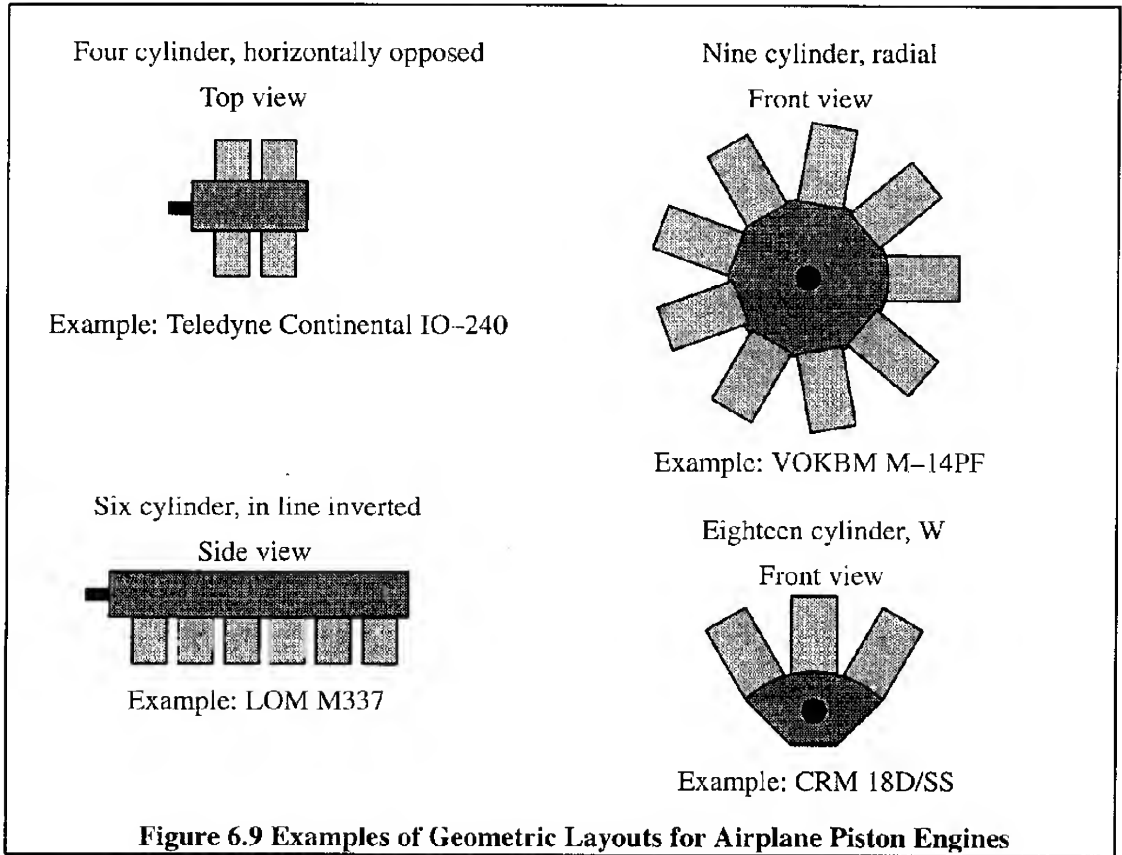 Four cylinder, horizontally opposed
Top view
Example: Teledyne Continental IO-240
Nine cylinder, radial
Front view
Example: VOKBM M-14PF
Six cylinder, in line inverted
Side view
Example: LOM M337
Eighteen cylinder, W
Front view
Example: CRM 18D/SS
Figure 6.9 Examples of Geometric Layouts for Airplane Piston Engines